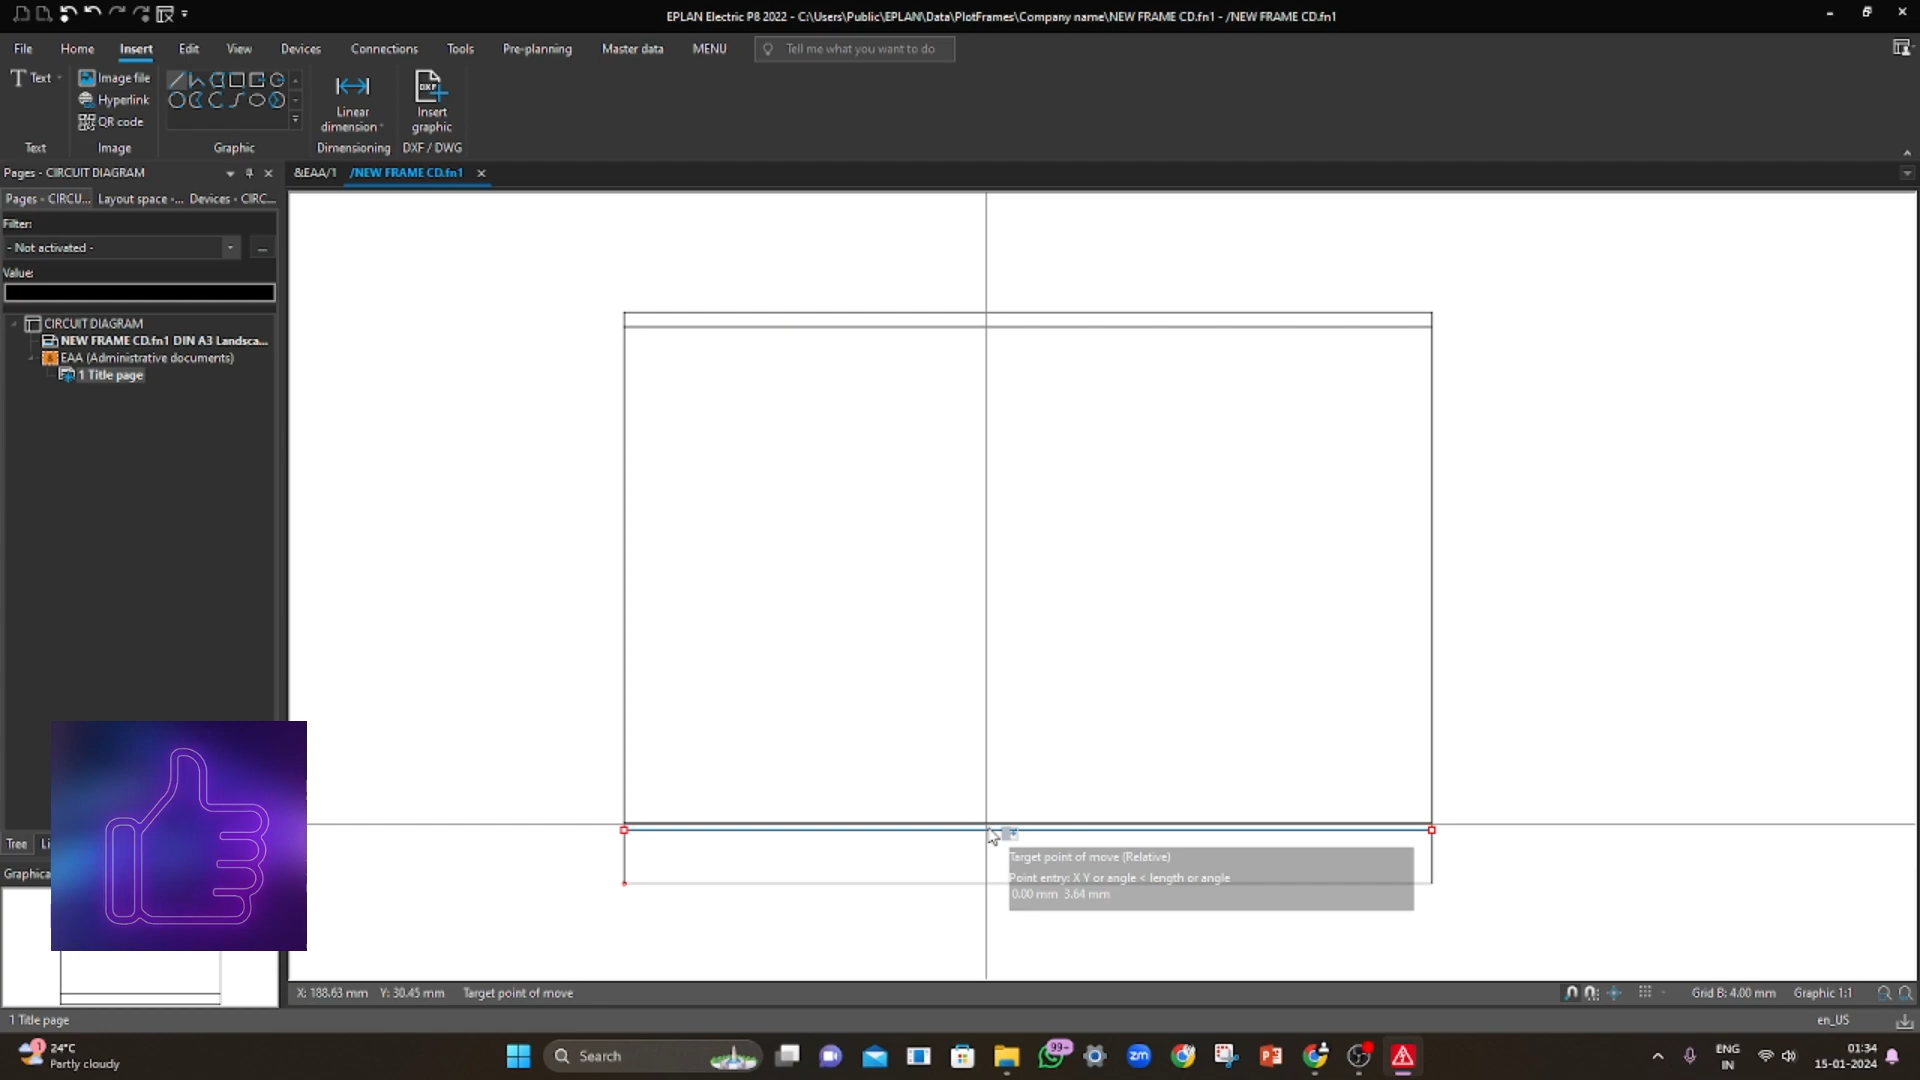 EPLAN Electric P8 2022 - C:\Users\Public\EPLAN\Data\PlotFrames\Company name\NEW FRAME CD.fn1 - /NEW FRAME CD.fn1
File Home Insert Edit View Devices Connections Tools Pre-planning Master data MENU Tell me what you want to do
Text
Image file
Hyperlink
QR code
Linear dimension
DXF
Insert graphic
Text Image Graphic Dimensioning DXF / DWG
Pages - CIRCUIT DIAGRAM
&EAA/1 /NEW FRAME CD.fn1
Pages - CIRCU... Layout space -... Devices - CIRC...
Filter:
- Not activated -
...
Value:
CIRCUIT DIAGRAM
NEW FRAME CD.fn1 DIN A3 Landsca...
EAA (Administrative documents)
1 Title page
Target point of move (Relative)
Point entry: X Y or angle < length or angle
0.00 mm 3.64 mm
Tree Li
Graphica
X: 188.63 mm Y: 30.45 mm Target point of move
Grid B: 4.00 mm Graphic 1:1
1 Title page
en_US
1
24°C
Partly cloudy
Search
99+
zm
ENG
IN
01:34
15-01-2024